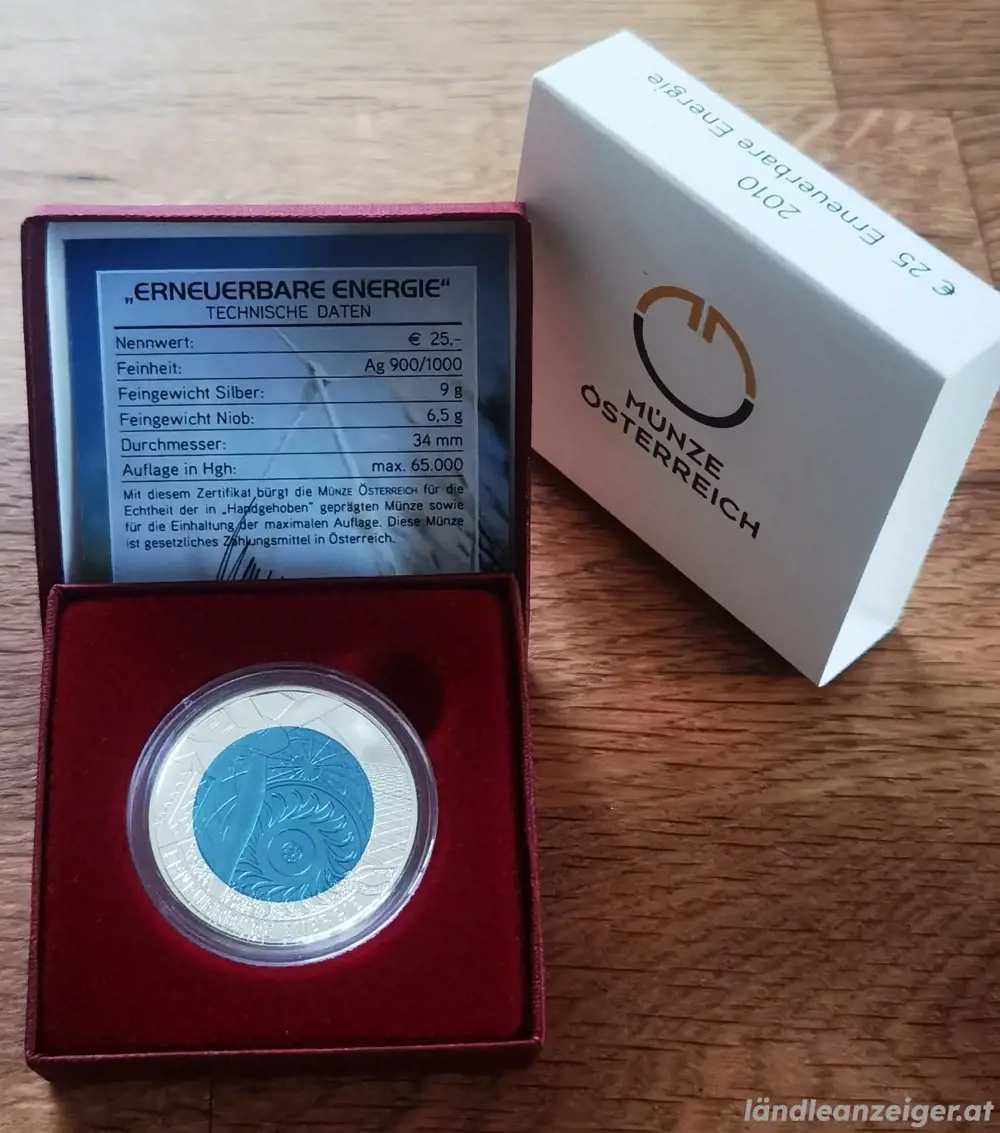 „ERNEUERBARE ENERGIE“
TECHNISCHE DATEN
Nennwert: € 25,-
Feinheit: Ag 900/1000
Feingewicht Silber: 9 g
Feingewicht Niob: 6,5 g
Durchmesser: 34 mm
Auflage in Hgh: max. 65.000
Mit diesem Zertifikat bürgt die MÜNZE ÖSTERREICH für die
Echtheit der in „Handgehoben“ geprägten Münze sowie
für die Einhaltung der maximalen Auflage. Diese Münze
ist gesetzliches Zahlungsmittel in Österreich.
€ 25 Erneuerbare Energie
2010
MÜNZE
ÖSTERREICH
ländleanzeiger.at